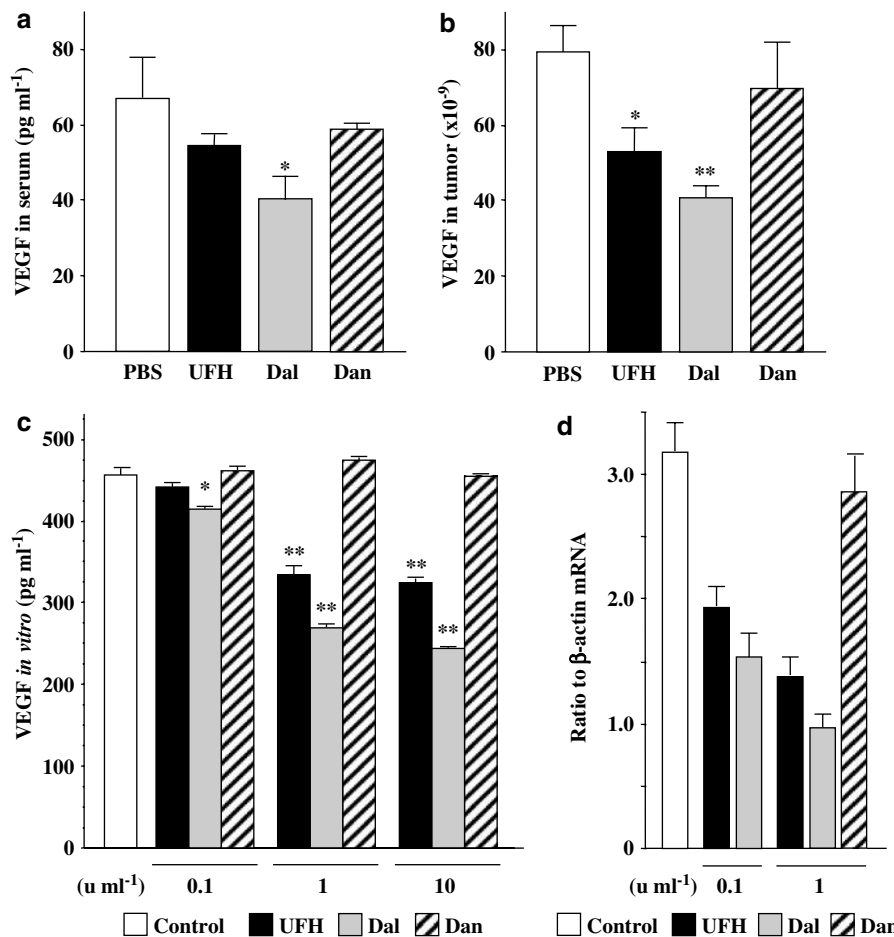 a
VEGF in serum (pg ml⁻¹)
80
60
40
20
0
*
PBS UFH Dal Dan
b
VEGF in tumor (x10⁻⁹)
80
60
40
20
0
*
**
PBS UFH Dal Dan
c
VEGF in vitro (pg ml⁻¹)
500
400
300
200
100
0
*
**
**
**
**
(u ml⁻¹) 0.1 1 10
Control UFH Dal Dan
d
Ratio to β-actin mRNA
3.0
2.0
1.0
0
(u ml⁻¹) 0.1 1
Control UFH Dal Dan